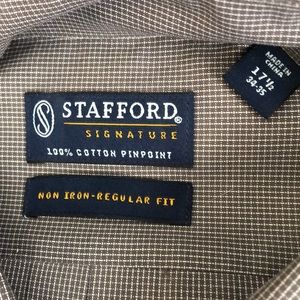 STAFFORD®
SIGNATURE
100% COTTON PINPOINT
NON IRON-REGULAR FIT
MADE IN
CHINA
17½
34-35